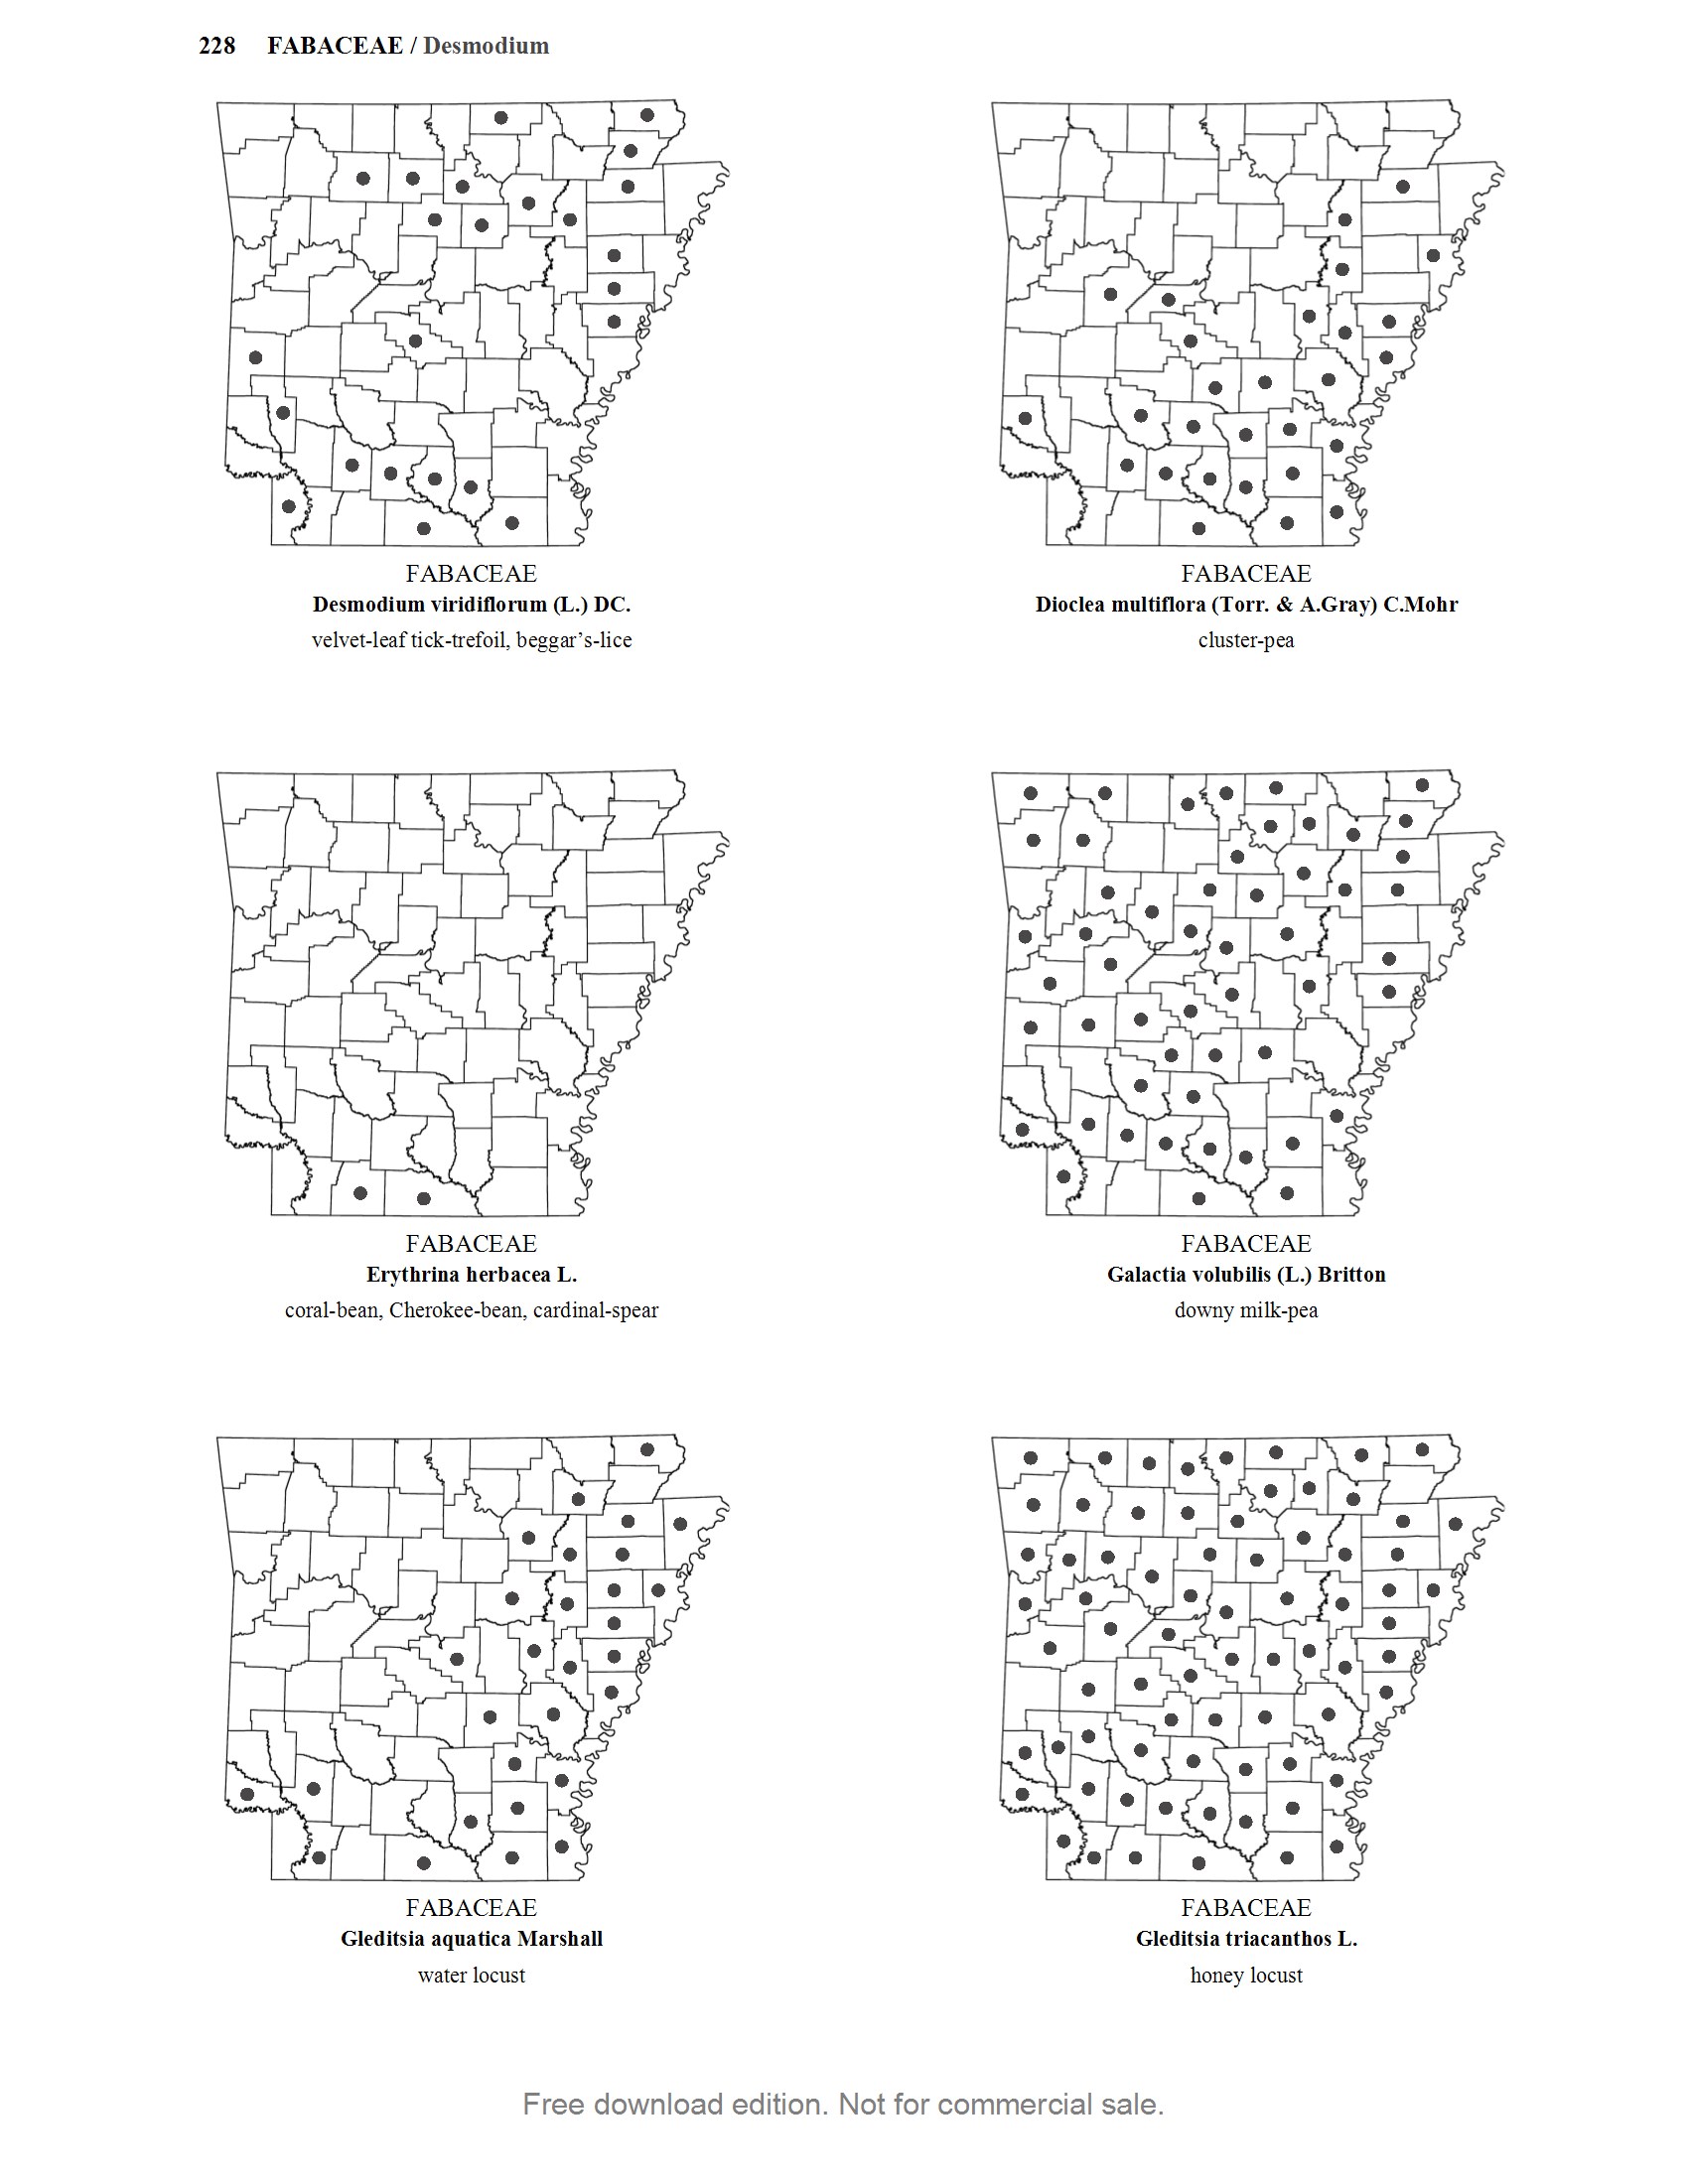 228 FABACEAE / Desmodium
FABACEAE
Desmodium viridiflorum (L.) DC.
velvet-leaf tick-trefoil, beggar’s-lice
FABACEAE
Dioclea multiflora (Torr. & A.Gray) C.Mohr
cluster-pea
FABACEAE
Erythrina herbacea L.
coral-bean, Cherokee-bean, cardinal-spear
FABACEAE
Galactia volubilis (L.) Britton
downy milk-pea
FABACEAE
Gleditsia aquatica Marshall
water locust
FABACEAE
Gleditsia triacanthos L.
honey locust
Free download edition. Not for commercial sale.